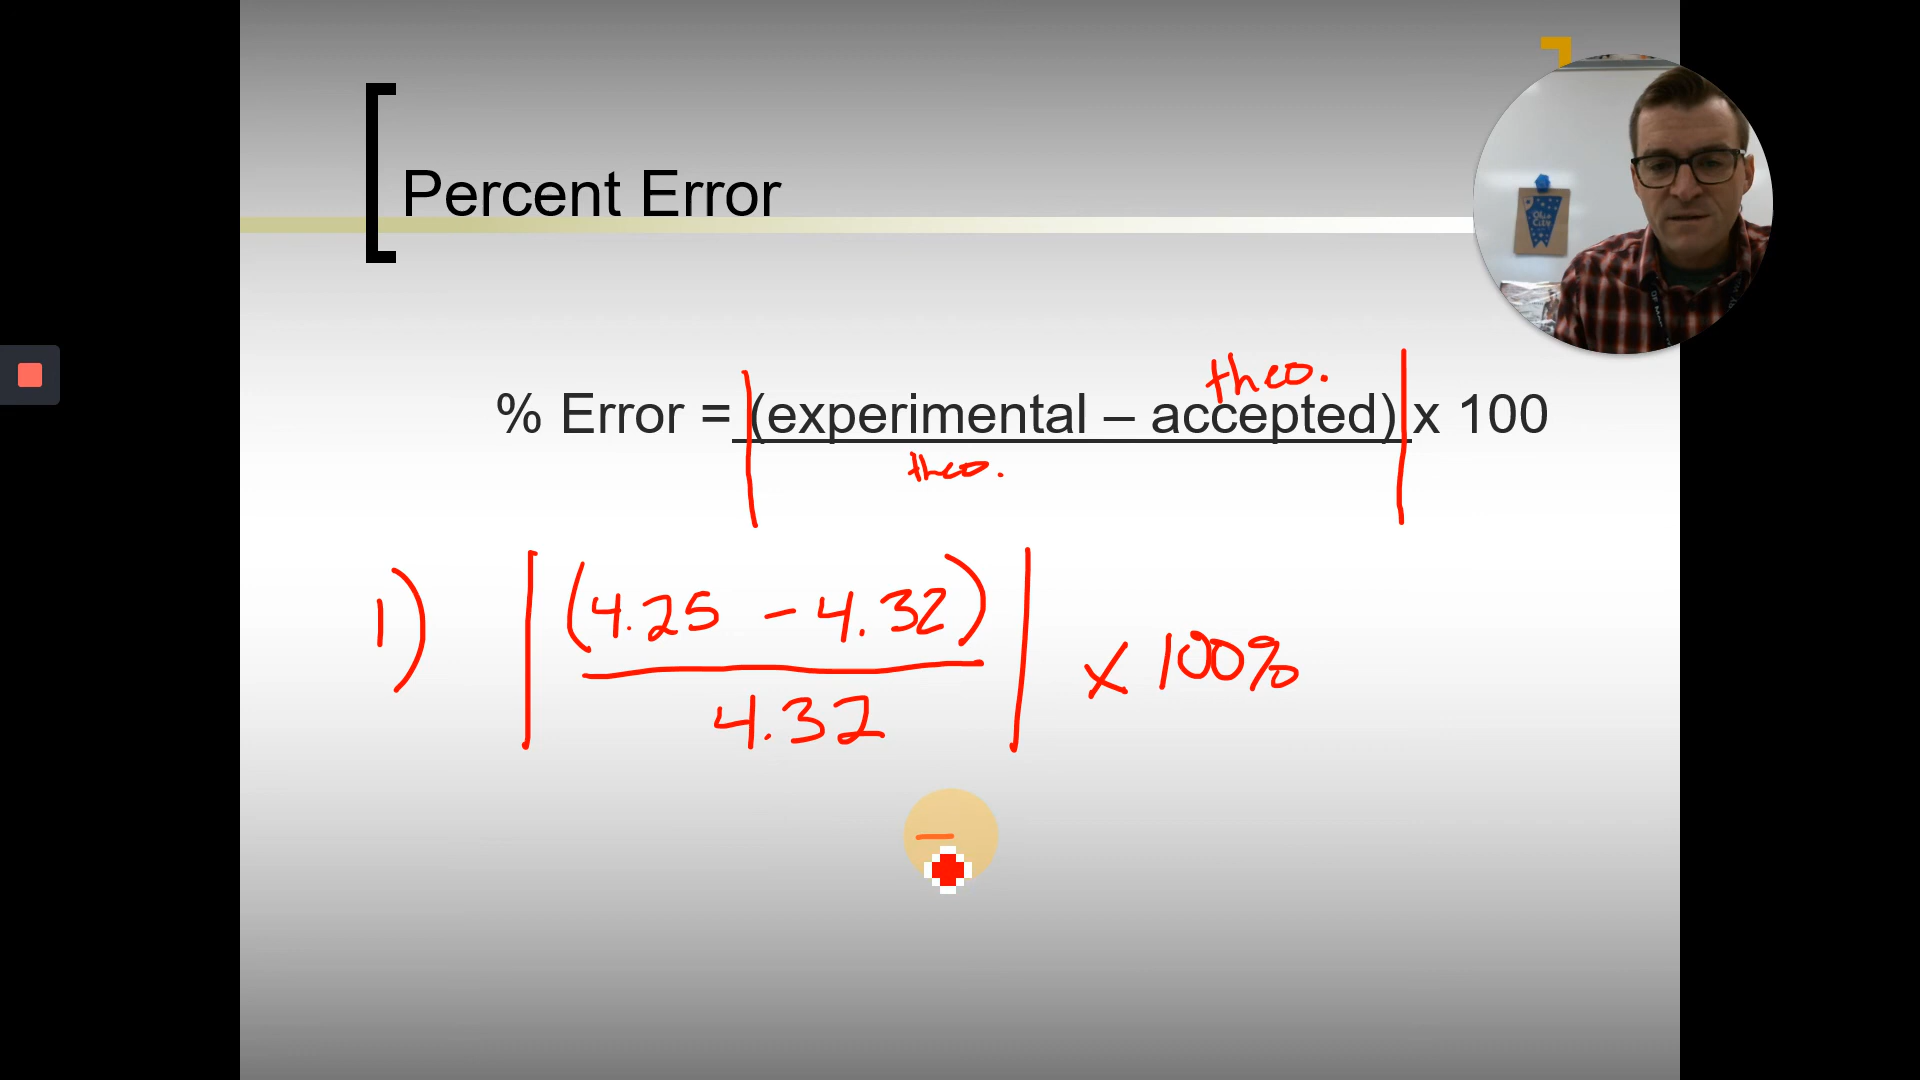 Percent Error
theo.
% Error = (experimental – accepted) x 100
theo.
1) |(4.25 - 4.32)| x 100%
4.32